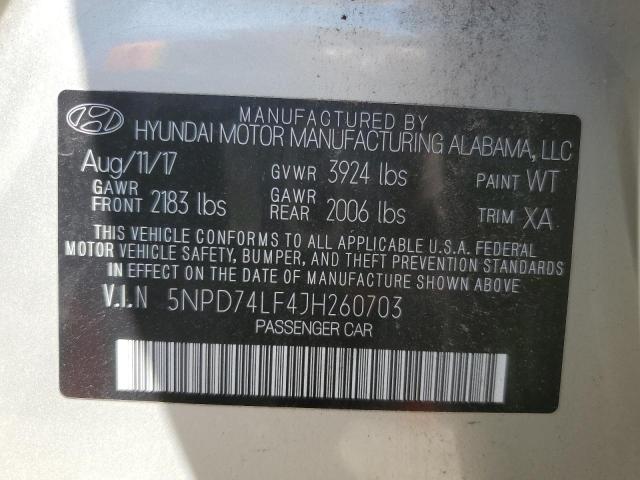 MANUFACTURED BY
HYUNDAI MOTOR MANUFACTURING ALABAMA, LLC
Aug/11/17 GVWR 3924 lbs PAINT WT
GAWR FRONT 2183 lbs GAWR REAR 2006 lbs TRIM XA
THIS VEHICLE CONFORMS TO ALL APPLICABLE U.S.A. FEDERAL
MOTOR VEHICLE SAFETY, BUMPER, AND THEFT PREVENTION STANDARDS
IN EFFECT ON THE DATE OF MANUFACTURE SHOWN ABOVE.
V.I.N 5NPD74LF4JH260703
PASSENGER CAR